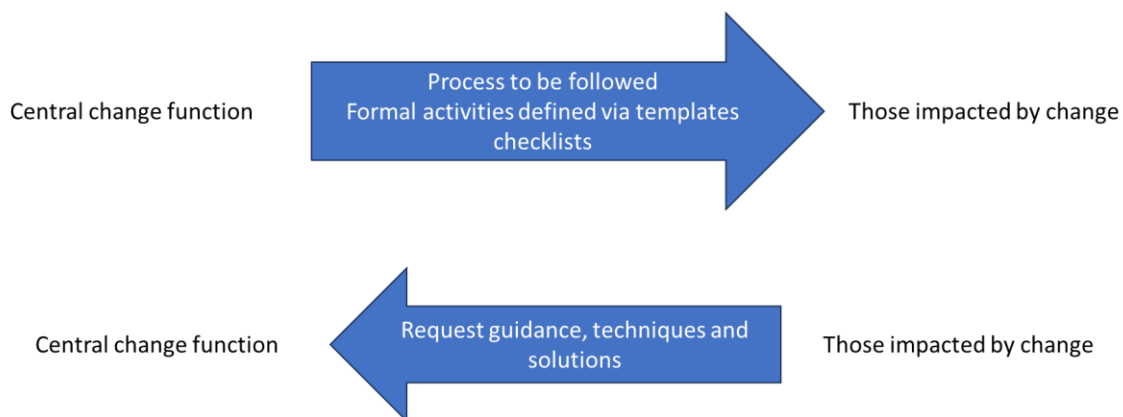 Central change function
Process to be followed
Formal activities defined via templates
checklists
Those impacted by change
Central change function
Request guidance, techniques and
solutions
Those impacted by change